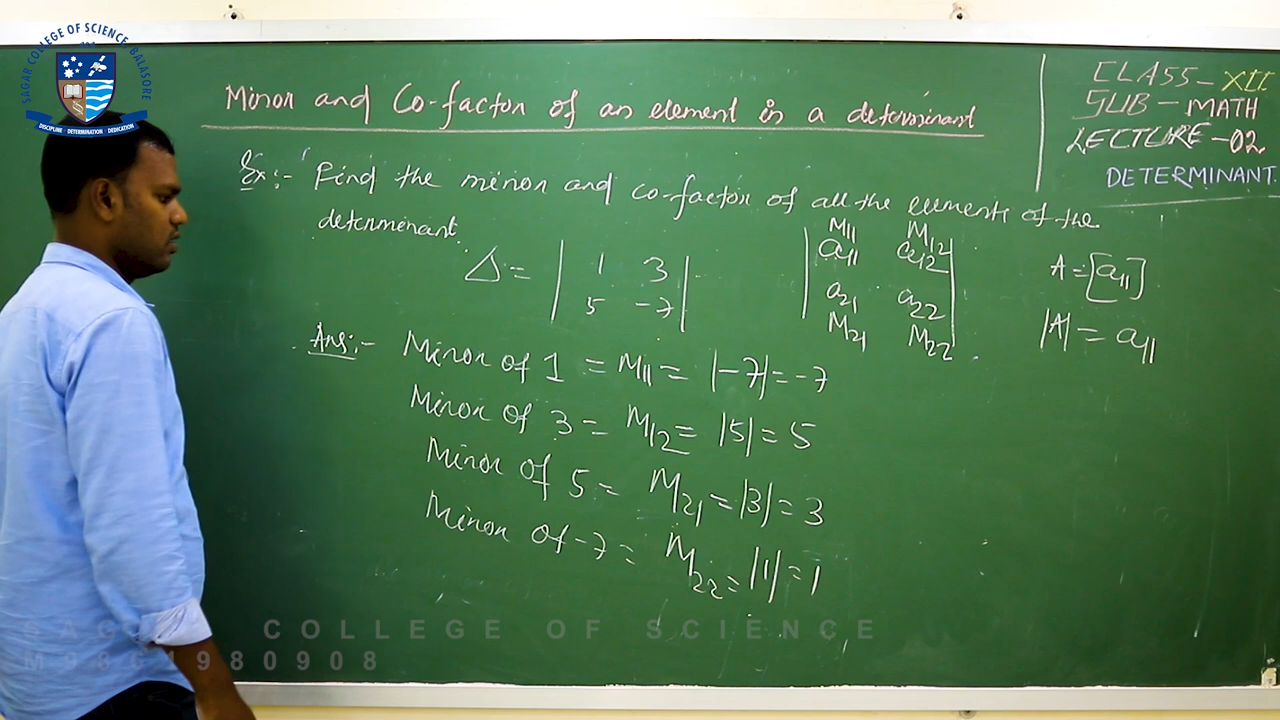 SAGAR COLLEGE OF SCIENCE, BALASORE
DISCIPLINE · DETERMINATION · DEDICATION
CLASS - XII
SUB - MATH
LECTURE - 02
DETERMINANT
Minor and Co-factor of an element in a determinant
Ex:- Find the minor and co-factor of all the elements of the
determinant.
Δ = | 1 3 |
| 5 -7 |
M11 M12
| a11 a12 |
| a21 a22 |
M21 M22
A = [a11]
|A| = a11
Ans:- Minor of 1 = M11 = |-7| = -7
Minor of 3 = M12 = |5| = 5
Minor of 5 = M21 = |3| = 3
Minor of -7 = M22 = |1| = 1
COLLEGE OF SCIENCE